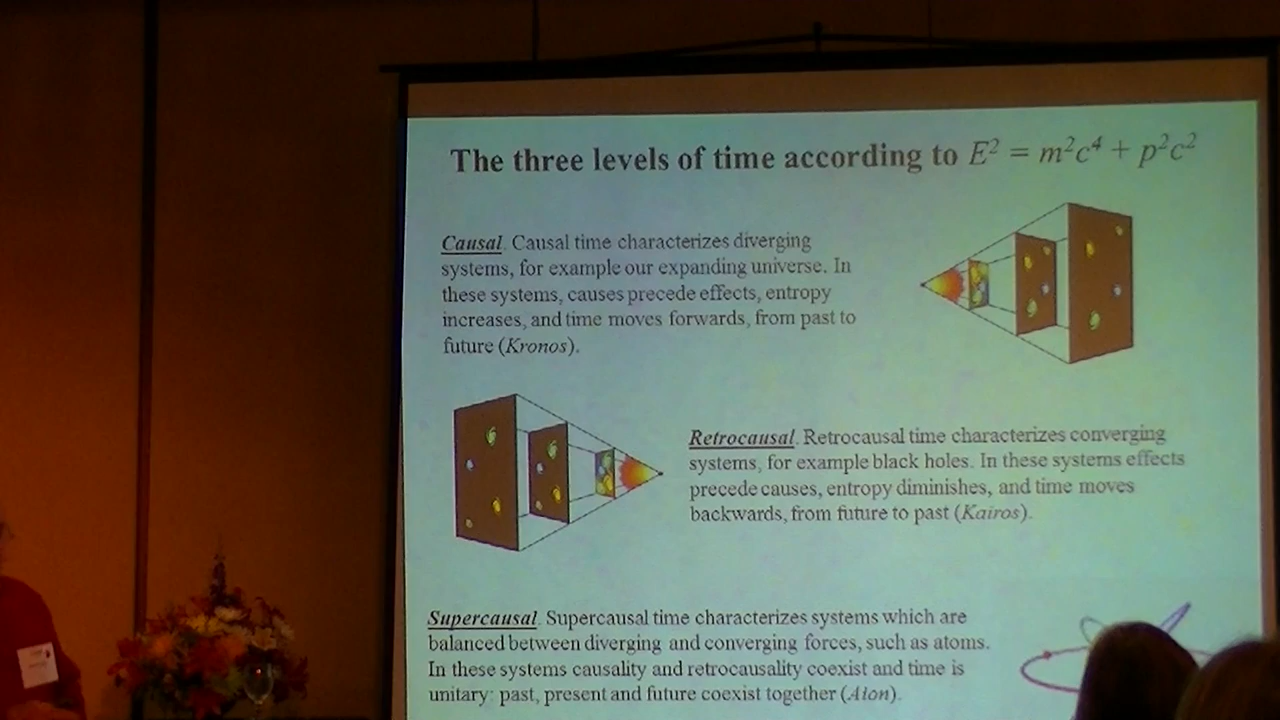 The three levels of time according to E² = m²c⁴ + p²c²
Causal. Causal time characterizes diverging
systems, for example our expanding universe. In
these systems, causes precede effects, entropy
increases, and time moves forwards, from past to
future (Kronos).
Retrocausal. Retrocausal time characterizes converging
systems, for example black holes. In these systems effects
precede causes, entropy diminishes, and time moves
backwards, from future to past (Kairos).
Supercausal. Supercausal time characterizes systems which are
balanced between diverging and converging forces, such as atoms.
In these systems causality and retrocausality coexist and time is
unitary: past, present and future coexist together (Aion).